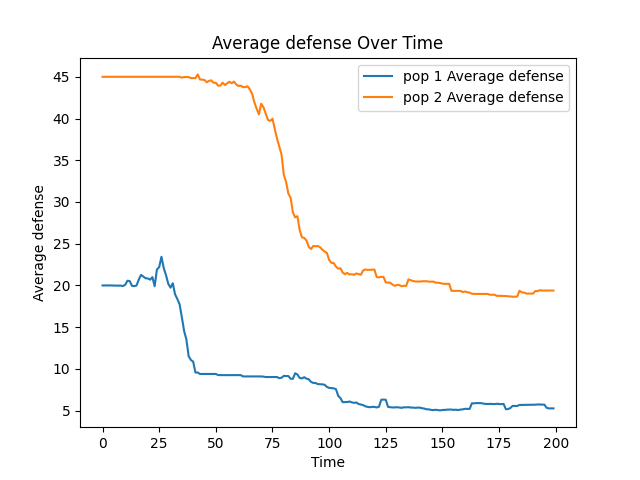 Average defense Over Time
pop 1 Average defense
pop 2 Average defense
Average defense
45
40
35
30
25
20
15
10
5
0 25 50 75 100 125 150 175 200
Time